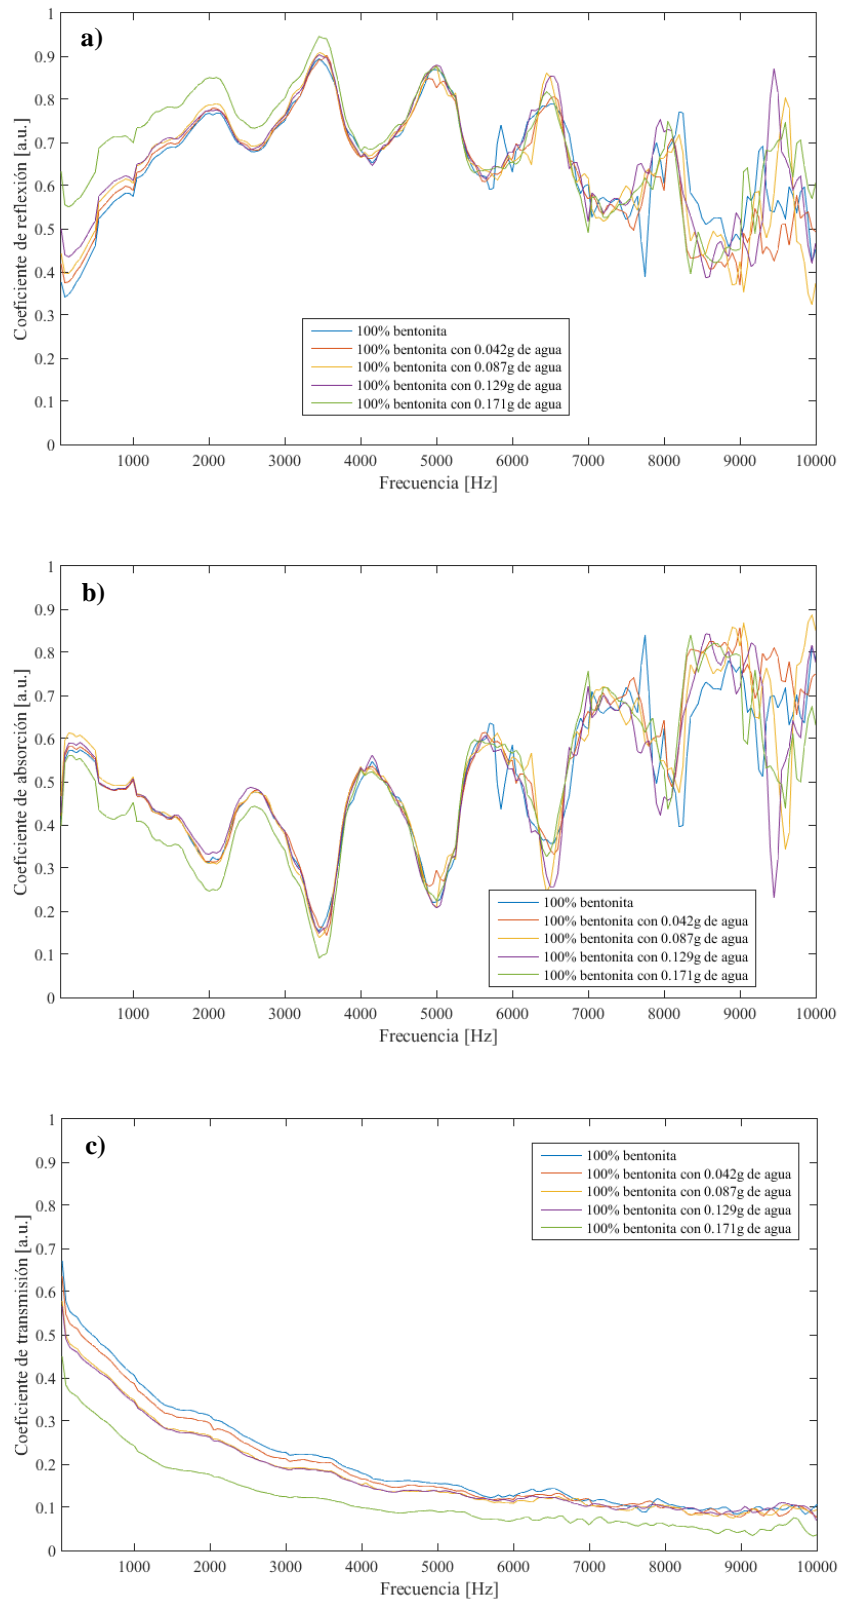 a)
1
0.9
0.8
0.7
0.6
0.5
0.4
0.3
0.2
0.1
0
Coeficiente de reflexión [a.u.]
100% bentonita
100% bentonita con 0.042g de agua
100% bentonita con 0.087g de agua
100% bentonita con 0.129g de agua
100% bentonita con 0.171g de agua
1000 2000 3000 4000 5000 6000 7000 8000 9000 10000
Frecuencia [Hz]
b)
1
0.9
0.8
0.7
0.6
0.5
0.4
0.3
0.2
0.1
0
Coeficiente de absorción [a.u.]
100% bentonita
100% bentonita con 0.042g de agua
100% bentonita con 0.087g de agua
100% bentonita con 0.129g de agua
100% bentonita con 0.171g de agua
1000 2000 3000 4000 5000 6000 7000 8000 9000 10000
Frecuencia [Hz]
c)
1
0.9
0.8
0.7
0.6
0.5
0.4
0.3
0.2
0.1
0
Coeficiente de transmisión [a.u.]
100% bentonita
100% bentonita con 0.042g de agua
100% bentonita con 0.087g de agua
100% bentonita con 0.129g de agua
100% bentonita con 0.171g de agua
1000 2000 3000 4000 5000 6000 7000 8000 9000 10000
Frecuencia [Hz]